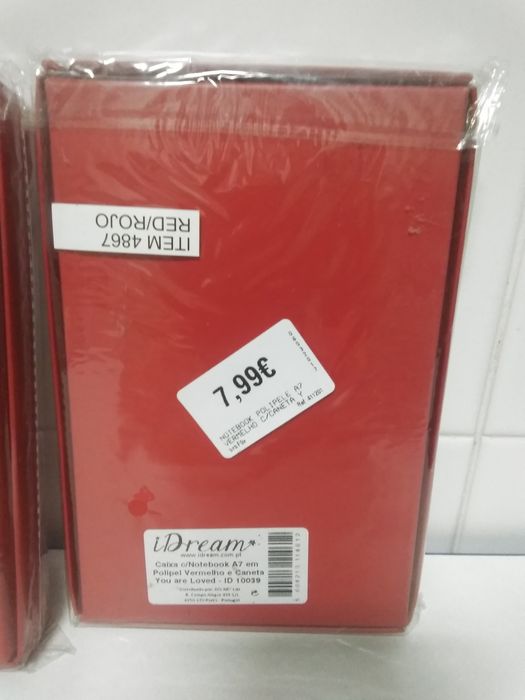 ITEM 4867
RED/ROJO
7,99€
NOTEBOOK POLIPELE A7
VERMELHO C/CANETA Y
iDream
www.idream.com.pt
Caixa c/Notebook A7 em
Polipel Vermelho e Caneta
You are Loved - ID 10039